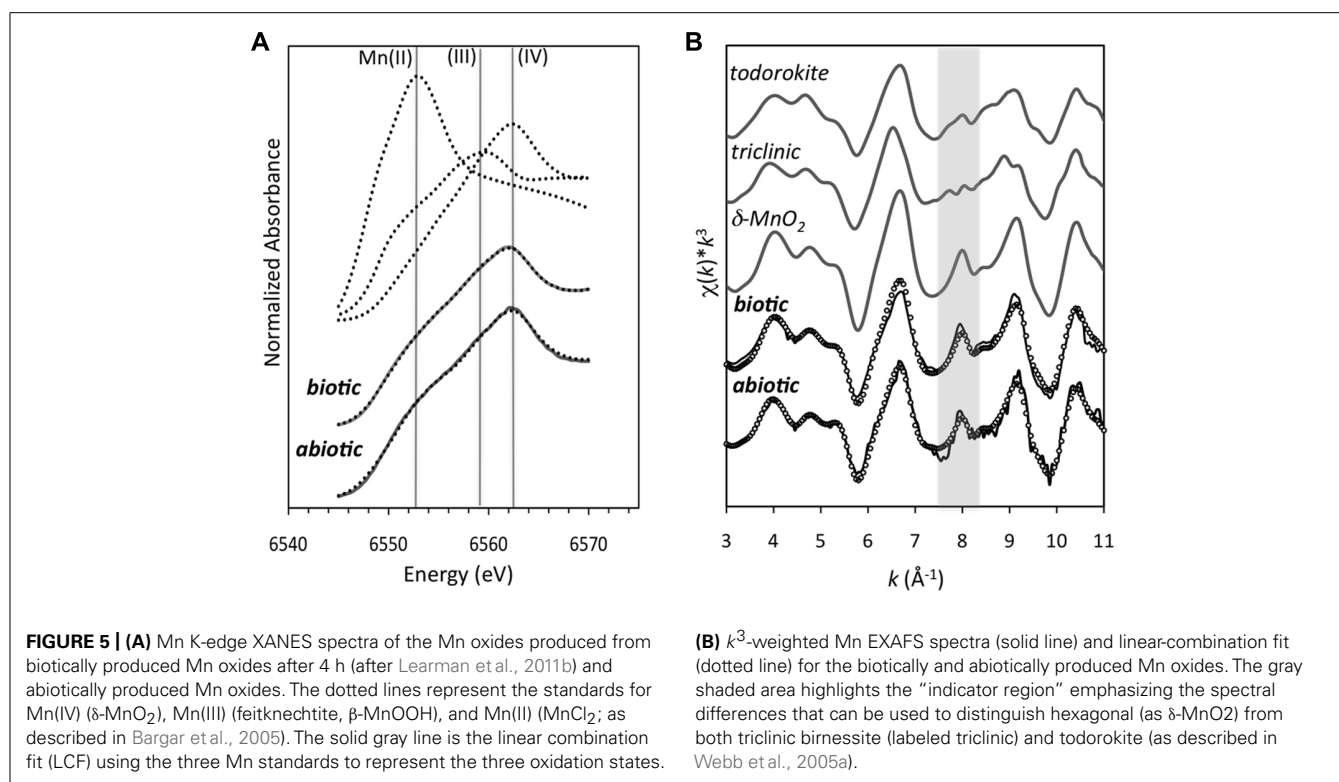 A
Mn(II)
(III)
(IV)
Normalized Absorbance
biotic
abiotic
6540 6550 6560 6570
Energy (eV)
B
todorokite
triclinic
δ-MnO₂
biotic
abiotic
χ(k)*k³
3 4 5 6 7 8 9 10 11
k (Å⁻¹)
FIGURE 5 | (A) Mn K-edge XANES spectra of the Mn oxides produced from
biotically produced Mn oxides after 4 h (after Learman et al., 2011b) and
abiotically produced Mn oxides. The dotted lines represent the standards for
Mn(IV) (δ-MnO₂), Mn(III) (feitknechtite, β-MnOOH), and Mn(II) (MnCl₂; as
described in Bargar et al., 2005). The solid gray line is the linear combination
fit (LCF) using the three Mn standards to represent the three oxidation states.
(B) k³-weighted Mn EXAFS spectra (solid line) and linear-combination fit
(dotted line) for the biotically and abiotically produced Mn oxides. The gray
shaded area highlights the “indicator region” emphasizing the spectral
differences that can be used to distinguish hexagonal (as δ-MnO2) from
both triclinic birnessite (labeled triclinic) and todorokite (as described in
Webb et al., 2005a).